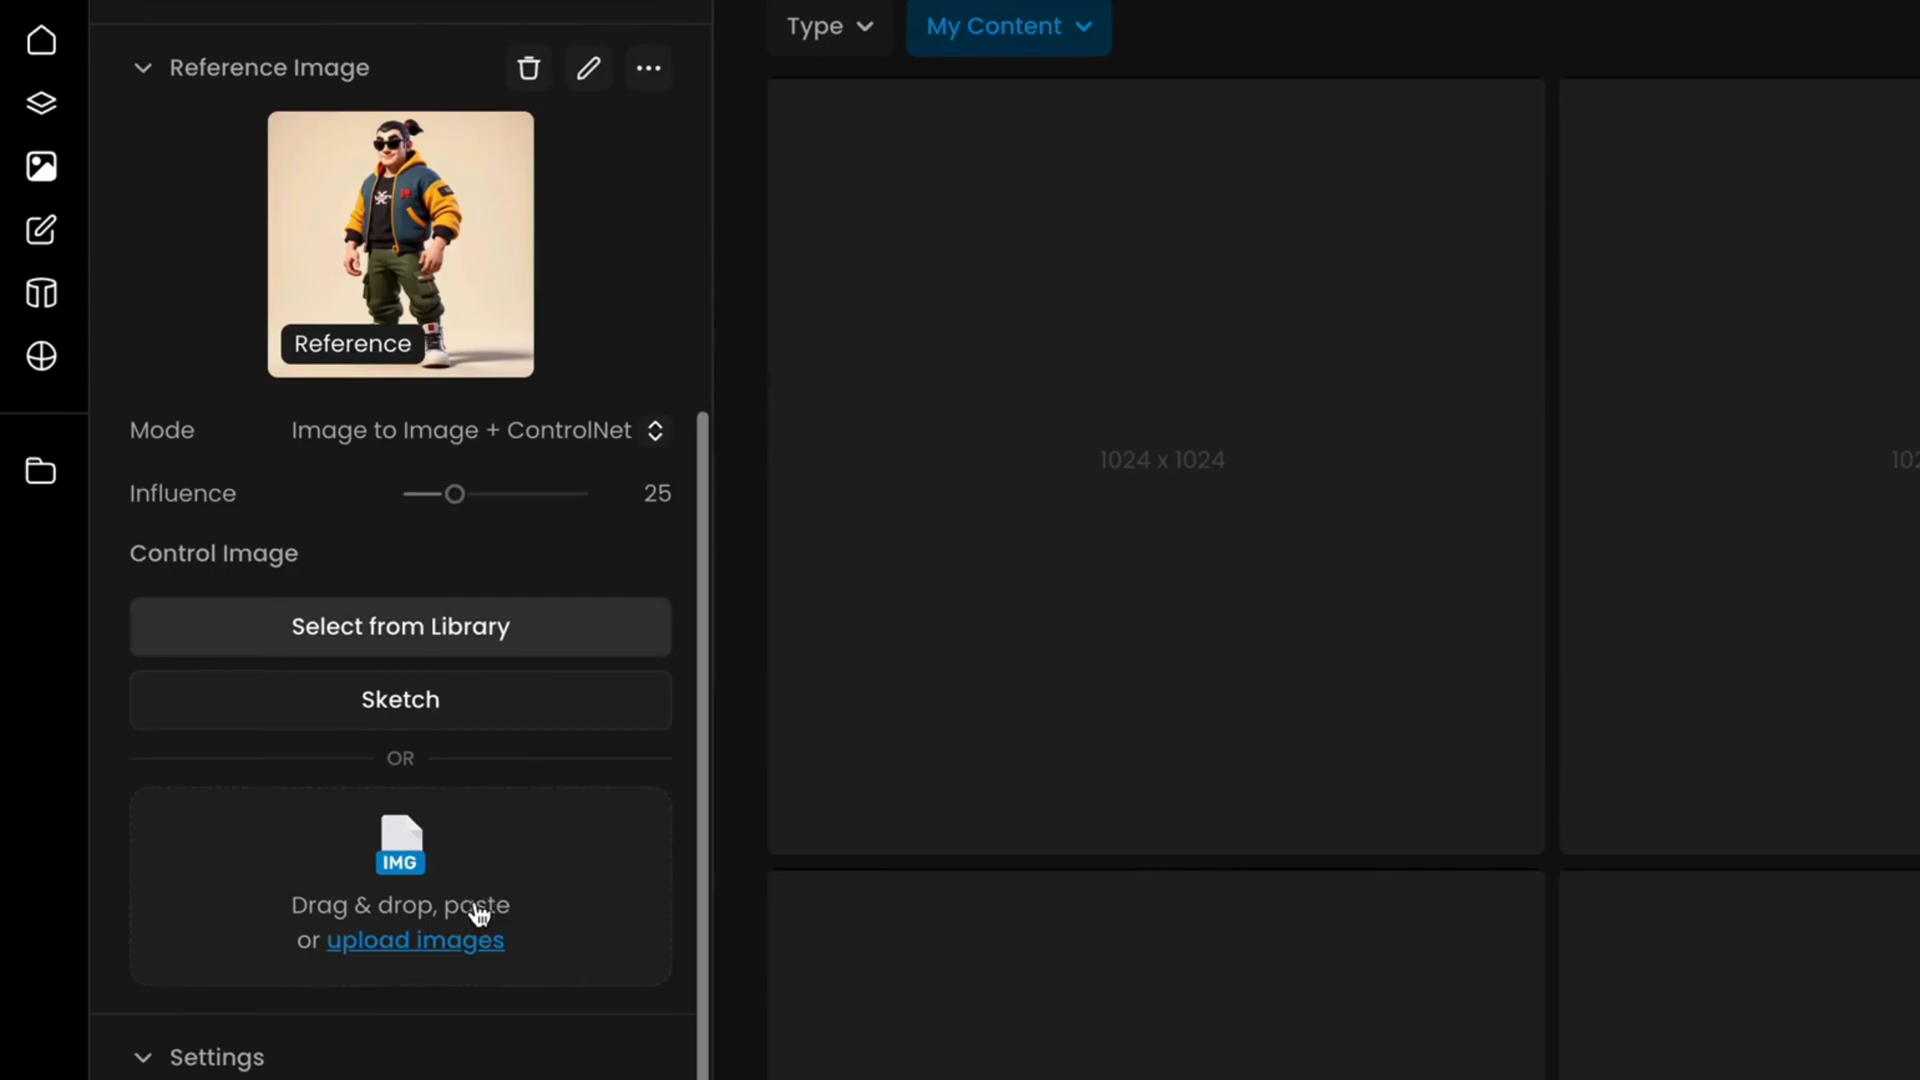 Type
My Content
Reference Image
Reference
Mode
Image to Image + ControlNet
Influence
25
Control Image
Select from Library
Sketch
OR
IMG
Drag & drop, paste
or upload images
Settings
1024 x 1024